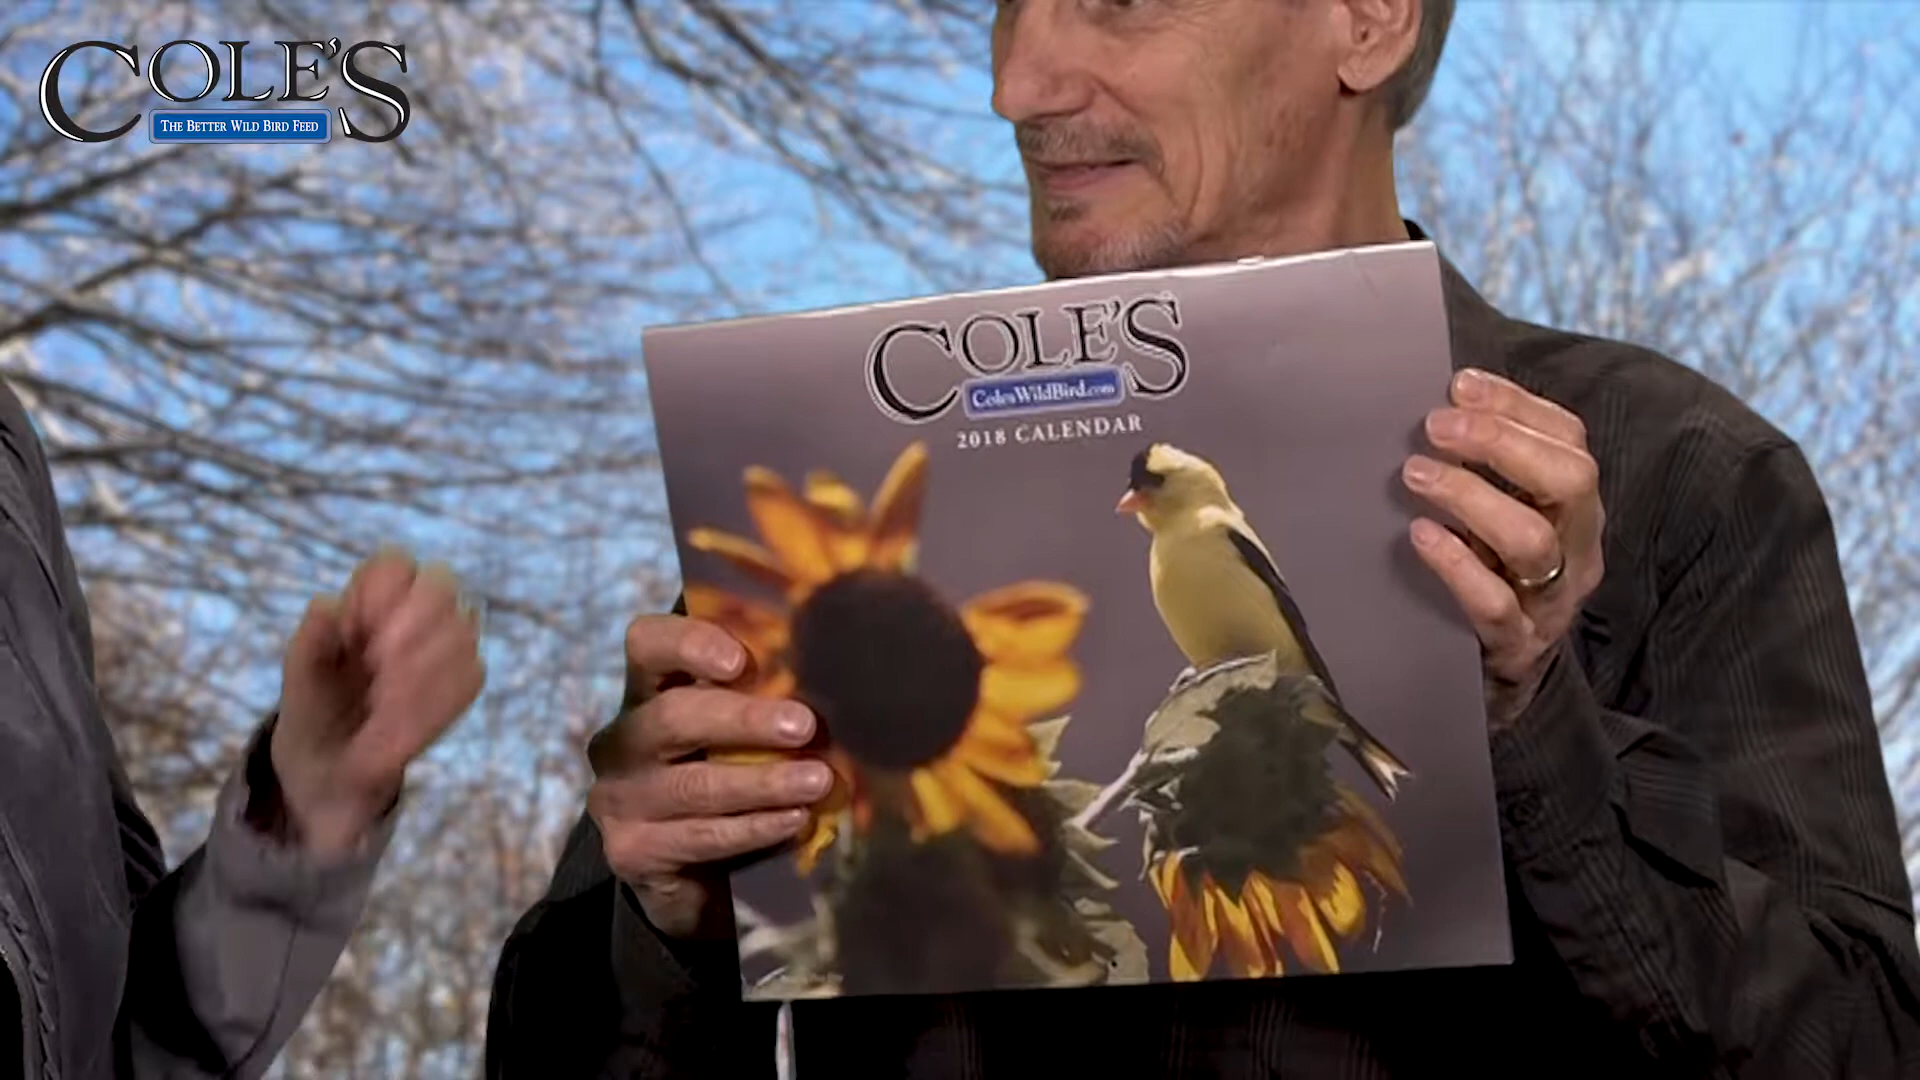 COLE'S
THE BETTER WILD BIRD FEED
COLE'S
ColesWildBird.com
2018 CALENDAR